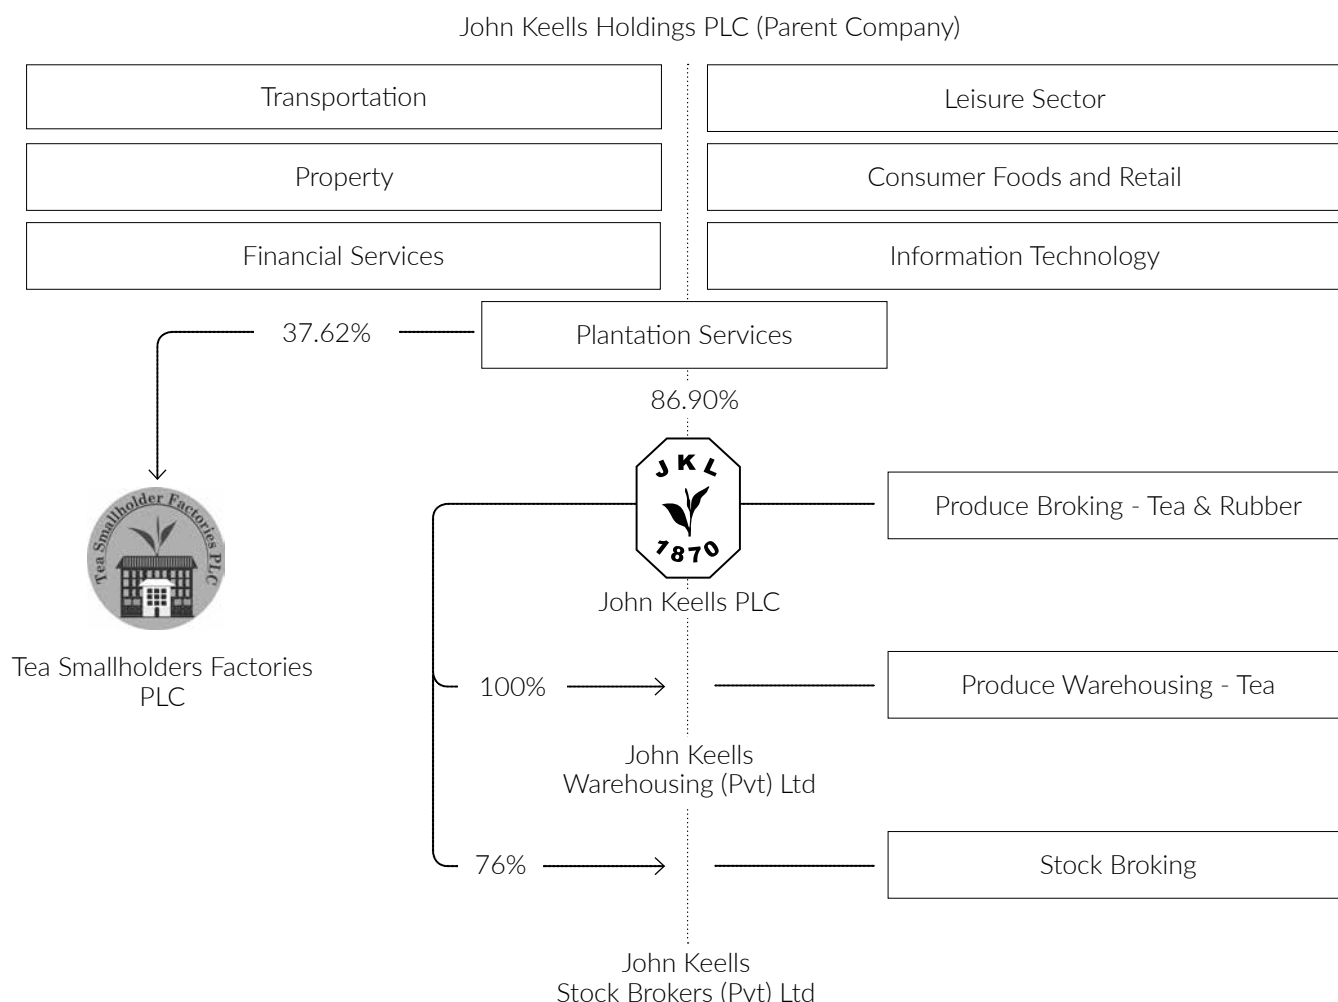 John Keells Holdings PLC (Parent Company)
Transportation
Leisure Sector
Property
Consumer Foods and Retail
Financial Services
Information Technology
37.62%
Plantation Services
86.90%
JKL
1870
Produce Broking - Tea & Rubber
Tea Smallholder Factories PLC
John Keells PLC
Tea Smallholders Factories
PLC
100%
Produce Warehousing - Tea
John Keells
Warehousing (Pvt) Ltd
76%
Stock Broking
John Keells
Stock Brokers (Pvt) Ltd